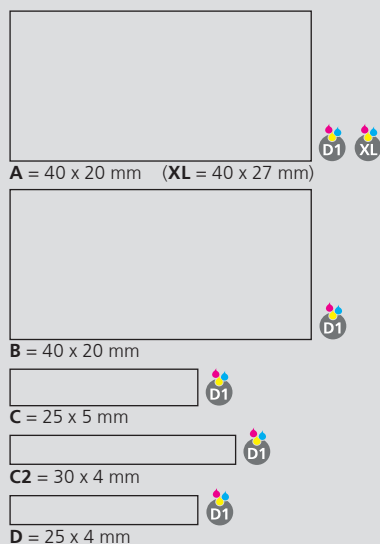 D1 XL
A = 40 x 20 mm (XL = 40 x 27 mm)
D1
B = 40 x 20 mm
D1
C = 25 x 5 mm
D1
C2 = 30 x 4 mm
D1
D = 25 x 4 mm